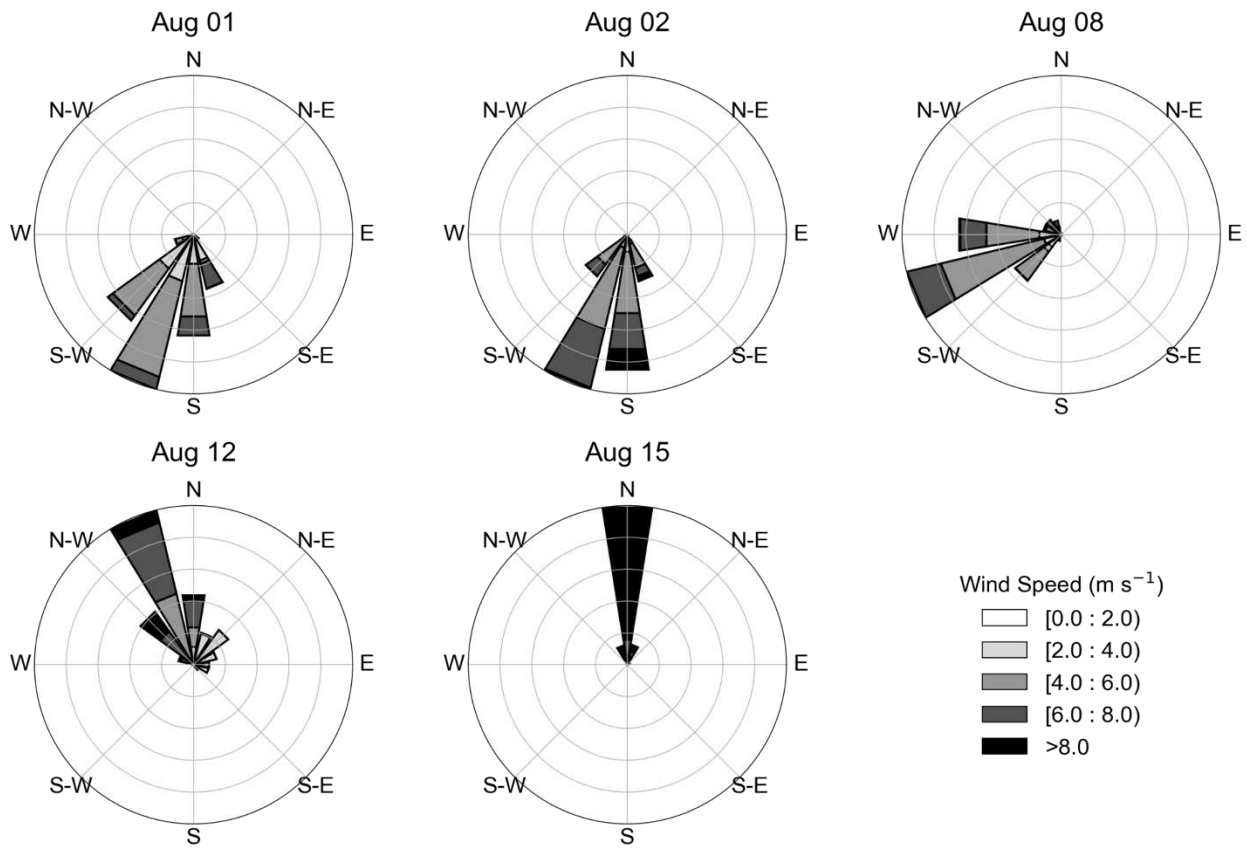 Aug 01
N
N-W
N-E
W
E
S-W
S-E
S
Aug 02
N
N-W
N-E
W
E
S-W
S-E
S
Aug 08
N
N-W
N-E
W
E
S-W
S-E
S
Aug 12
N
N-W
N-E
W
E
S-W
S-E
S
Aug 15
N
N-W
N-E
W
E
S-W
S-E
S
Wind Speed (m s⁻¹)
[0.0 : 2.0)
[2.0 : 4.0)
[4.0 : 6.0)
[6.0 : 8.0)
>8.0